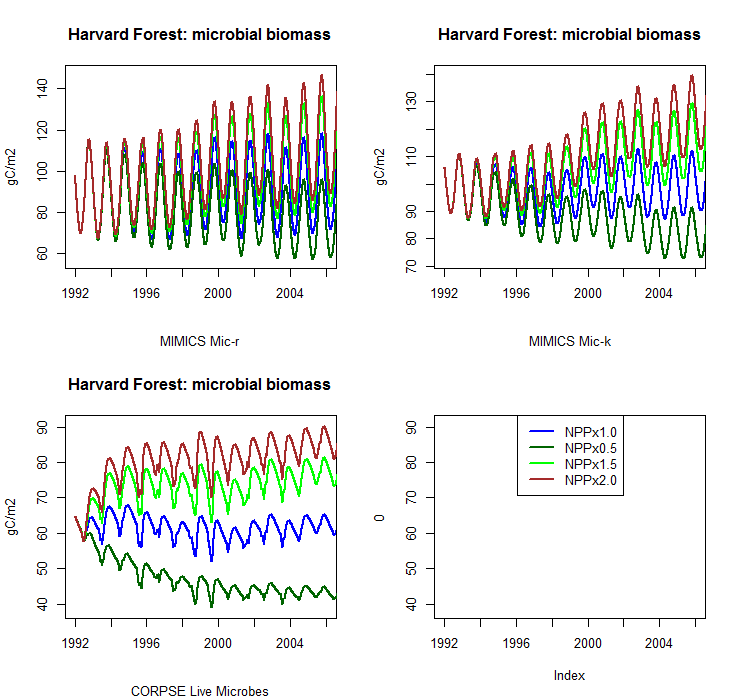 Harvard Forest: microbial biomass
gC/m2
60
80
100
120
140
1992
1996
2000
2004
MIMICS Mic-r
Harvard Forest: microbial biomass
gC/m2
70
90
110
130
1992
1996
2000
2004
MIMICS Mic-k
Harvard Forest: microbial biomass
gC/m2
40
50
60
70
80
90
1992
1996
2000
2004
CORPSE Live Microbes
NPPx1.0
NPPx0.5
NPPx1.5
NPPx2.0
0
40
50
60
70
80
90
1992
1996
2000
2004
Index